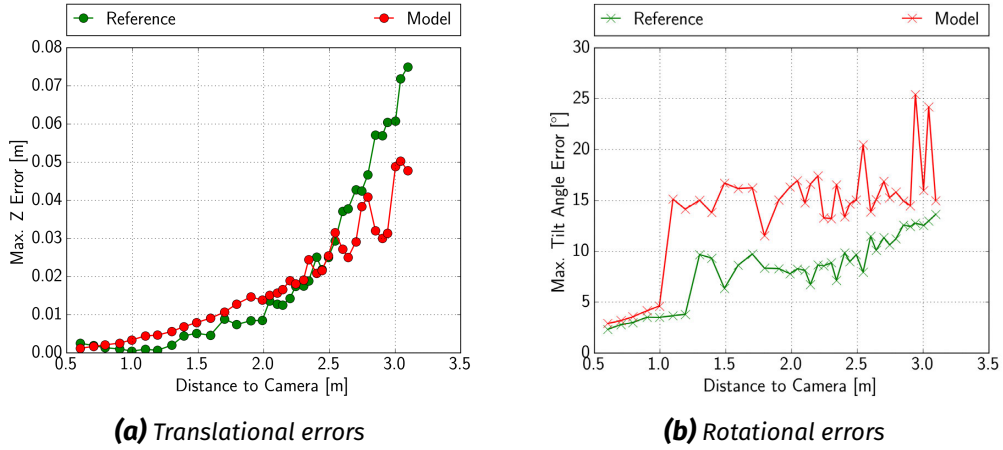 Reference
Model
Max. Z Error [m]
0.08
0.07
0.06
0.05
0.04
0.03
0.02
0.01
0.00
0.5 1.0 1.5 2.0 2.5 3.0 3.5
Distance to Camera [m]
(a) Translational errors
Reference
Model
Max. Tilt Angle Error [°]
30
25
20
15
10
5
0
0.5 1.0 1.5 2.0 2.5 3.0 3.5
Distance to Camera [m]
(b) Rotational errors